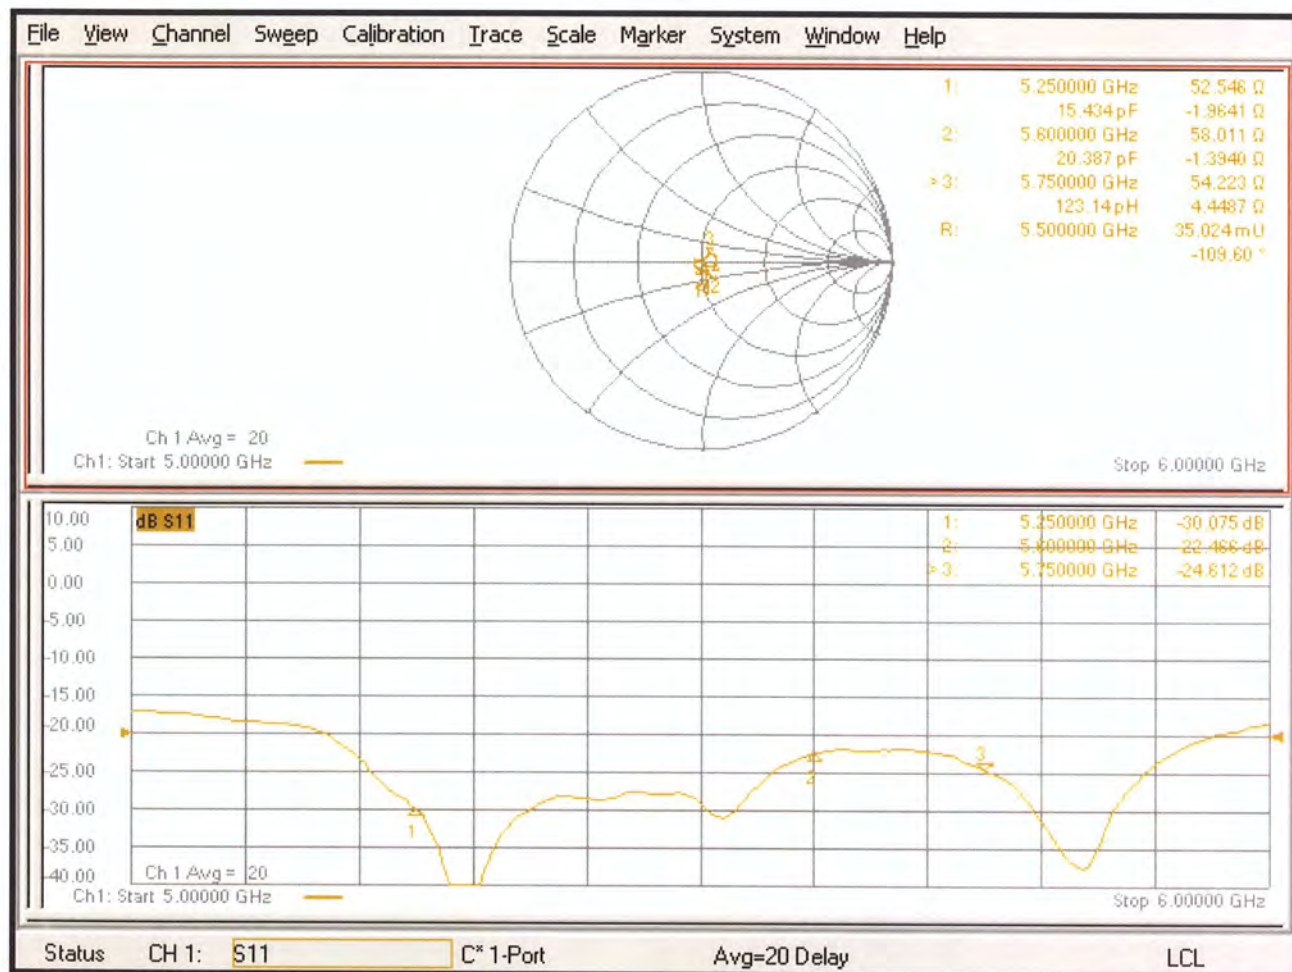 File View Channel Sweep Calibration Trace Scale Marker System Window Help
1: 5.250000 GHz 52.546 Ω
15.434 pF -1.9641 Ω
2: 5.600000 GHz 58.011 Ω
20.387 pF -1.3940 Ω
> 3: 5.750000 GHz 54.223 Ω
123.14 pH 4.4487 Ω
R: 5.500000 GHz 35.024 mU
-109.60 °
3
2
1
Ch 1 Avg = 20
Ch1: Start 5.00000 GHz
Stop 6.00000 GHz
10.00
dB S11
1: 5.250000 GHz -30.075 dB
5.00
2: 5.600000 GHz -22.466 dB
> 3: 5.750000 GHz -24.612 dB
0.00
-5.00
-10.00
-15.00
-20.00
-25.00
3
2
-30.00
1
-35.00
-40.00
Ch 1 Avg = 20
Ch1: Start 5.00000 GHz
Stop 6.00000 GHz
Status CH 1: S11 C* 1-Port Avg=20 Delay LCL